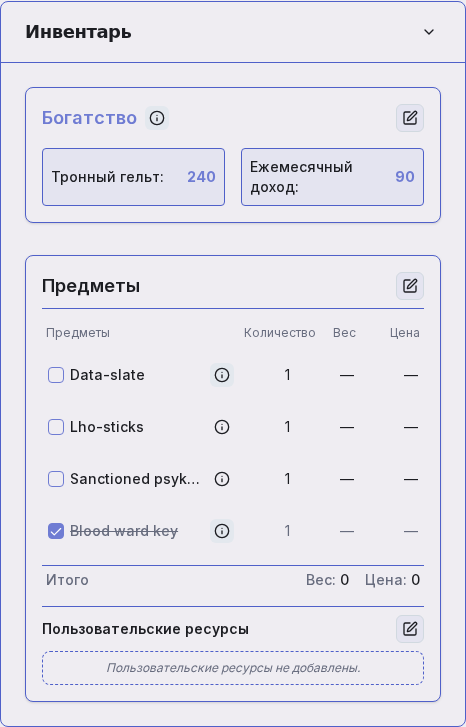 Инвентарь
Богатство
Тронный гельт: 240
Ежемесячный доход: 90
Предметы
Предметы Количество Вес Цена
Data-slate 1 — —
Lho-sticks 1 — —
Sanctioned psyk... 1 — —
Blood ward key 1 — —
Итого Вес: 0 Цена: 0
Пользовательские ресурсы
Пользовательские ресурсы не добавлены.